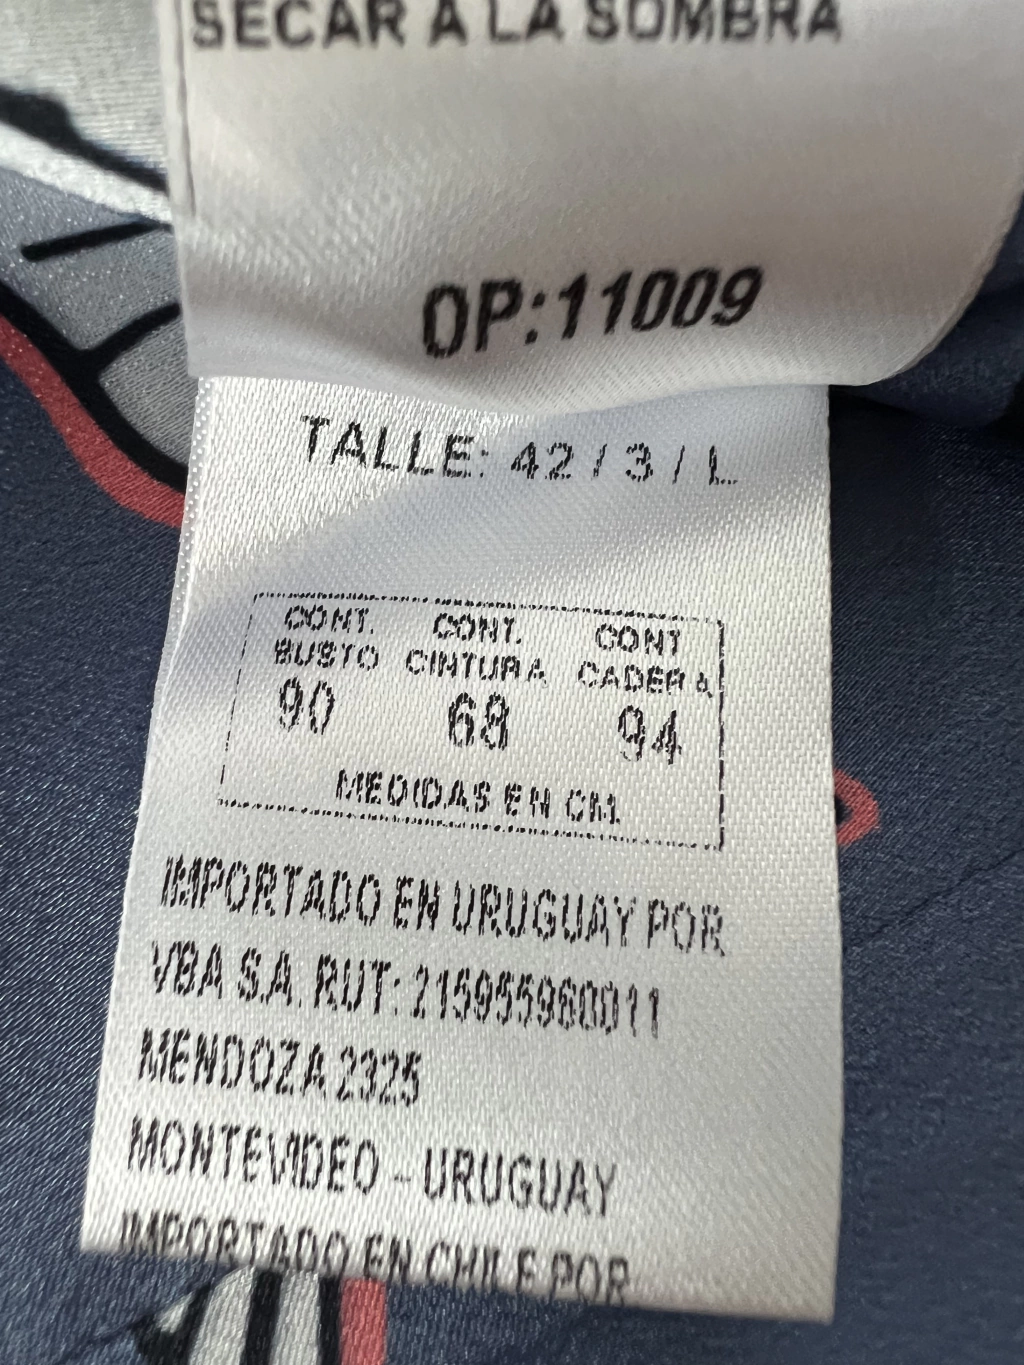 SECAR A LA SOMBRA
OP:11009
TALLE: 42 / 3 / L
CONT. CONT. CONT
BUSTO CINTURA CADERA
90 68 94
MEDIDAS EN CM.
IMPORTADO EN URUGUAY POR
VBA S.A. RUT: 215955960011
MENDOZA 2325
MONTEVIDEO - URUGUAY
IMPORTADO EN CHILE POR